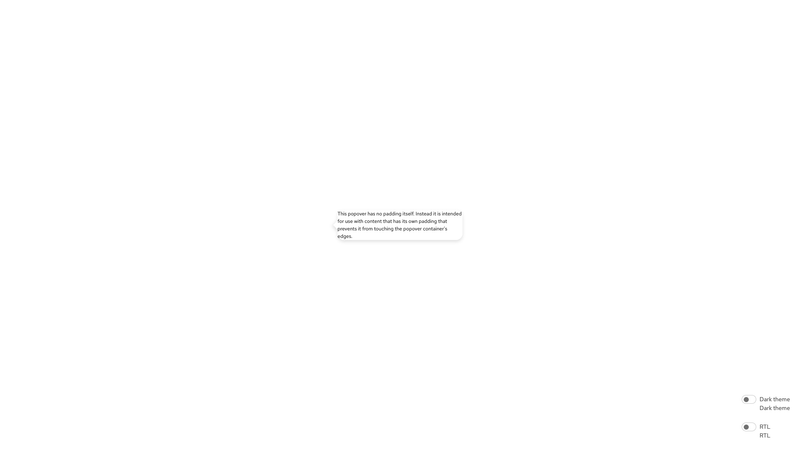 This popover has no padding itself. Instead it is intended
for use with content that has its own padding that
prevents it from touching the popover container's
edges.
Dark theme
Dark theme
RTL
RTL